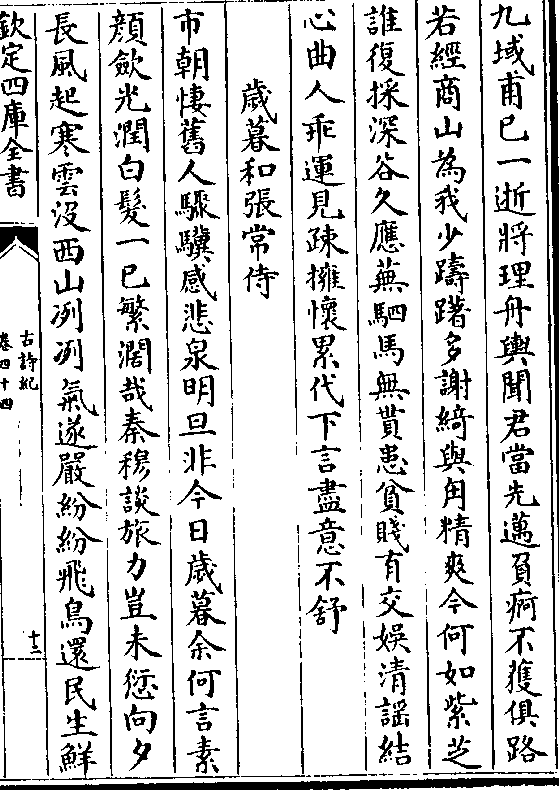 九域甫已一逝將理舟輿聞君當先邁負痾不獲俱路
若經商山為我少躊躇多謝綺與角精爽今何如紫芝
誰復採深谷久應蕪駟馬無貰患貧賤有交娯清謡結
心曲人乖運見踈擁懐累代下言盡意不舒
歲暮和張常侍
市朝悽舊人驟驥感悲泉明旦非今日歲暮余何言素
顔歛光潤白髪一已繁濶哉秦穆談旅力豈未愆向夕
長風起寒雲沒西山冽冽氣遂嚴紛紛飛鳥還民生鮮
欽定四庫全書
古詩紀
卷四十四
十三